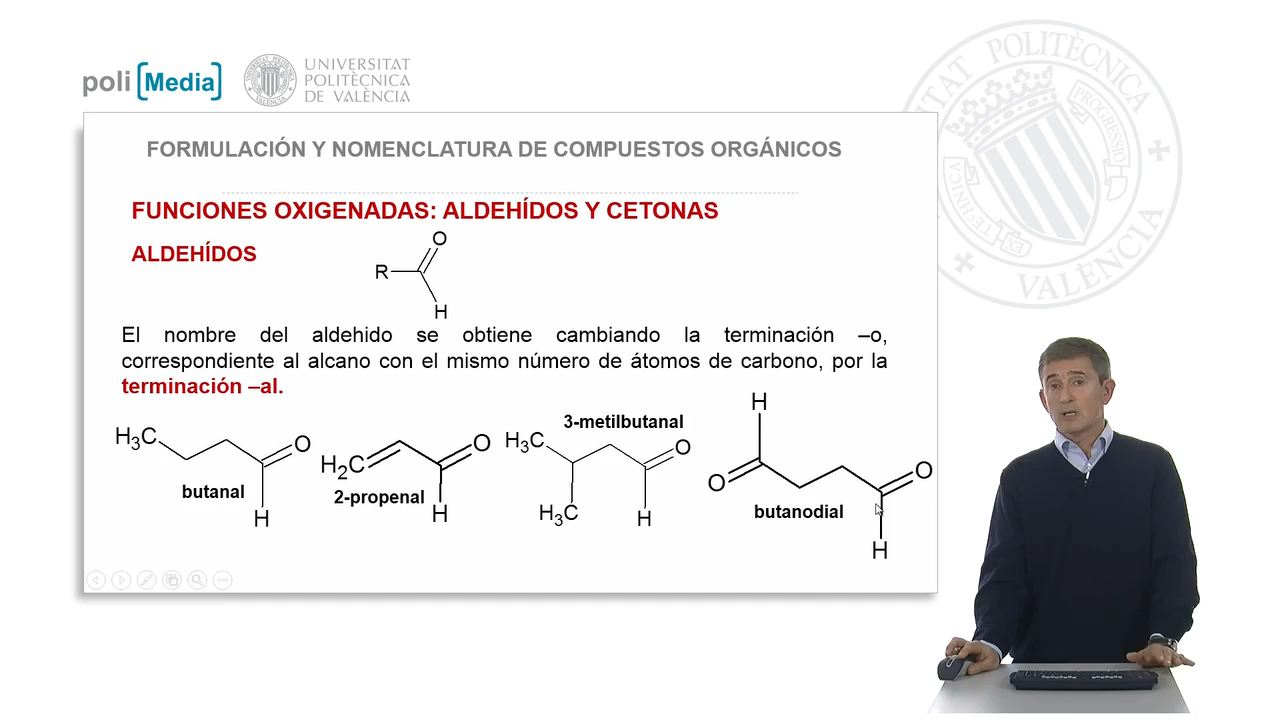 poli [Media]
UNIVERSITAT
POLITÈCNICA
DE VALÈNCIA
FORMULACIÓN Y NOMENCLATURA DE COMPUESTOS ORGÁNICOS
FUNCIONES OXIGENADAS: ALDEHÍDOS Y CETONAS
ALDEHÍDOS
O
R
H
El nombre del aldehido se obtiene cambiando la terminación –o,
correspondiente al alcano con el mismo número de átomos de carbono, por la
terminación –al.
H₃C
O
butanal
H
H₂C
O
2-propenal
H
3-metilbutanal
H₃C
O
H₃C
H
H
O
O
butanodial
H